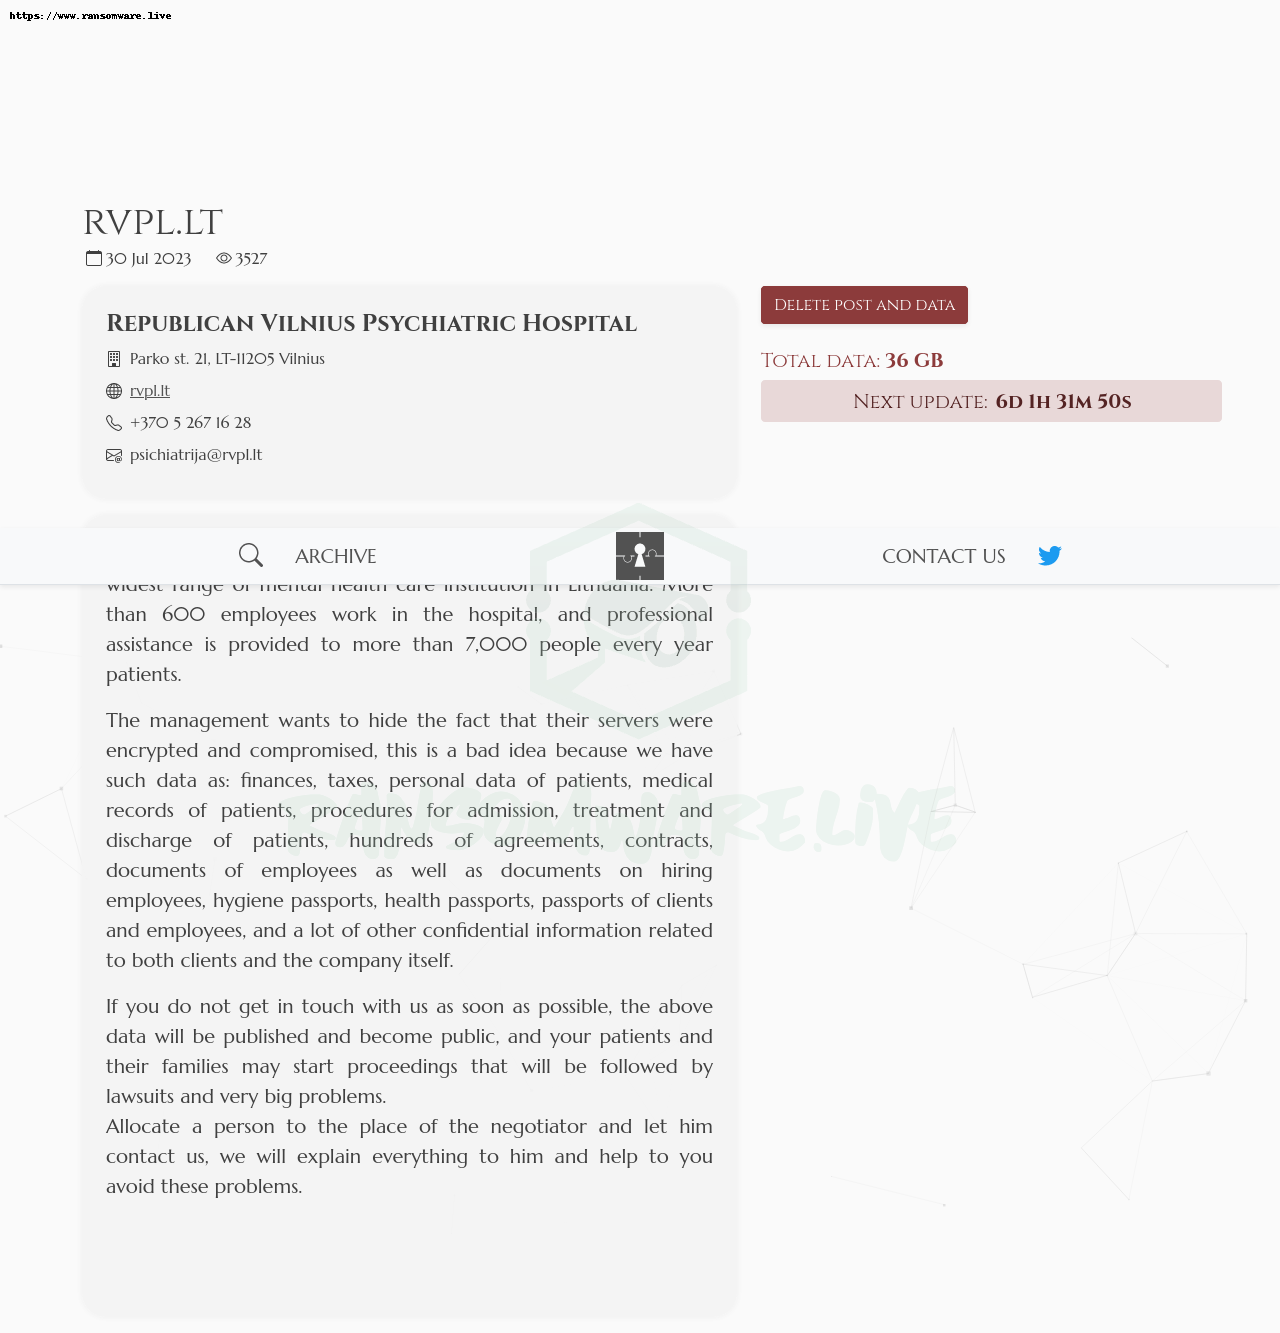 https://www.ransomware.live
RVPL.LT
30 Jul 2023 3527
Republican Vilnius Psychiatric Hospital
Parko st. 21, LT-11205 Vilnius
rvpl.lt
+370 5 267 16 28
psichiatrija@rvpl.lt
Delete post and data
Total data: 36 GB
Next update: 6D 1H 31M 50S
ARCHIVE CONTACT US
widest range of mental health care institution in Lithuania. More
than 600 employees work in the hospital, and professional
assistance is provided to more than 7,000 people every year
patients.
The management wants to hide the fact that their servers were
encrypted and compromised, this is a bad idea because we have
such data as: finances, taxes, personal data of patients, medical
records of patients, procedures for admission, treatment and
discharge of patients, hundreds of agreements, contracts,
documents of employees as well as documents on hiring
employees, hygiene passports, health passports, passports of clients
and employees, and a lot of other confidential information related
to both clients and the company itself.
If you do not get in touch with us as soon as possible, the above
data will be published and become public, and your patients and
their families may start proceedings that will be followed by
lawsuits and very big problems.
Allocate a person to the place of the negotiator and let him
contact us, we will explain everything to him and help to you
avoid these problems.
RANSOMWARE.LIVE